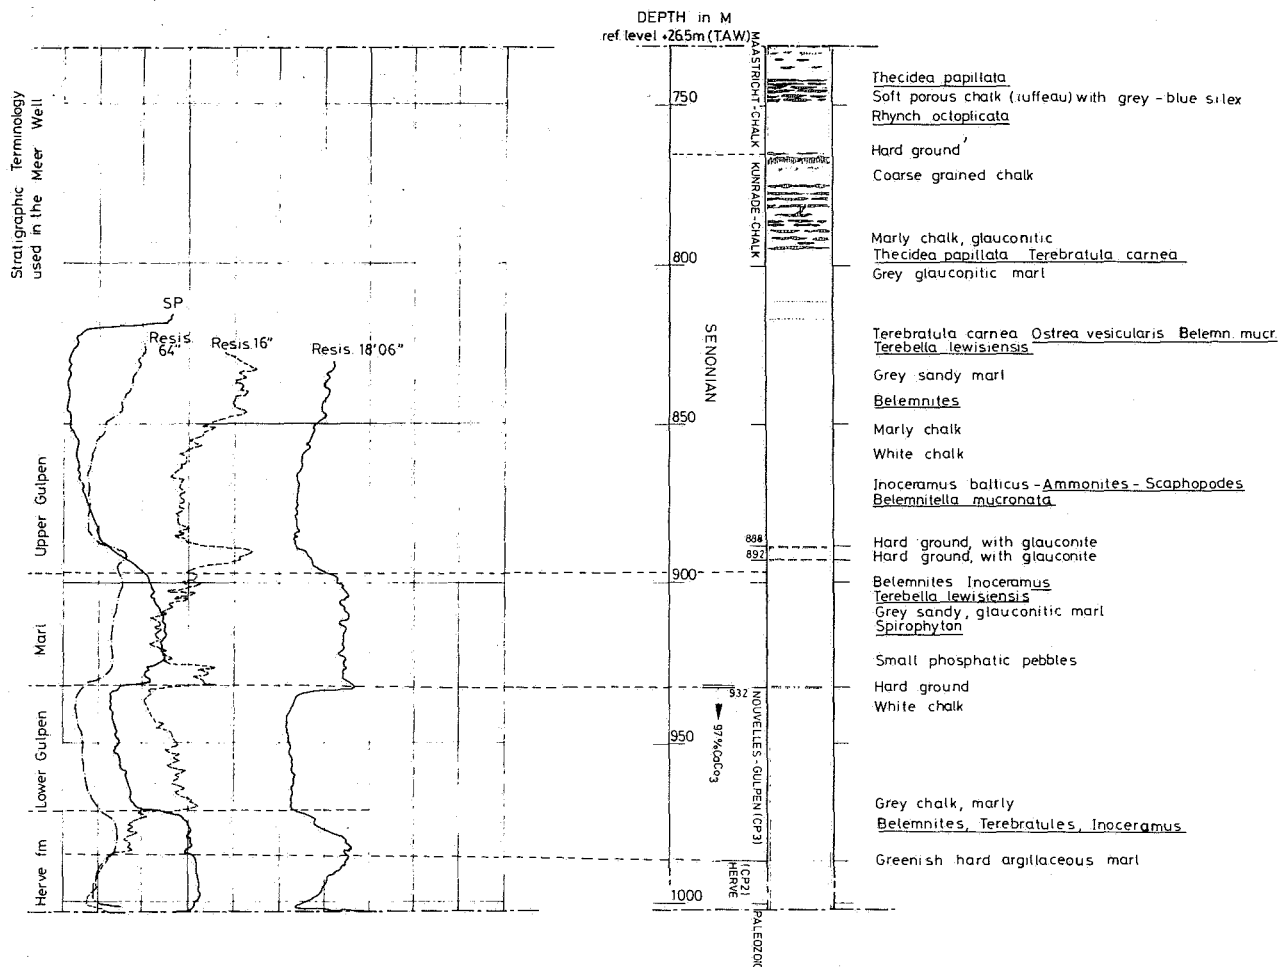 DEPTH in M
ref. level +265m (T.A.W)
Stratigraphic Terminology
used in the Meer Well
Upper Gulpen
Marl
Lower Gulpen
Herve fm
SP
Resis.
64"
Resis. 16"
Resis. 18'06"
750
800
850
888
892
900
932
950
1000
SENONIAN
97%CaCo3
MAASTRICHT-CHALK
KUNRADE-CHALK
NOUVELLES-GULPEN (CP3)
(CP2)
HERVE
PALEOZOIC
Thecidea papillata
Soft porous chalk (tuffeau) with grey-blue silex
Rhynch octoplicata
Hard ground
Coarse grained chalk
Marly chalk, glauconitic
Thecidea papillata Terebratula carnea
Grey glauconitic marl
Terebratula carnea Ostrea vesicularis Belemn. mucr.
Terebella lewisiensis
Grey sandy marl
Belemnites
Marly chalk
White chalk
Inoceramus balticus - Ammonites - Scaphopodes
Belemnitella mucronata
Hard ground, with glauconite
Hard ground, with glauconite
Belemnites Inoceramus
Terebella lewisiensis
Grey sandy, glauconitic marl
Spirophyton
Small phosphatic pebbles
Hard ground
White chalk
Grey chalk, marly
Belemnites, Terebratules, Inoceramus
Greenish hard argillaceous marl